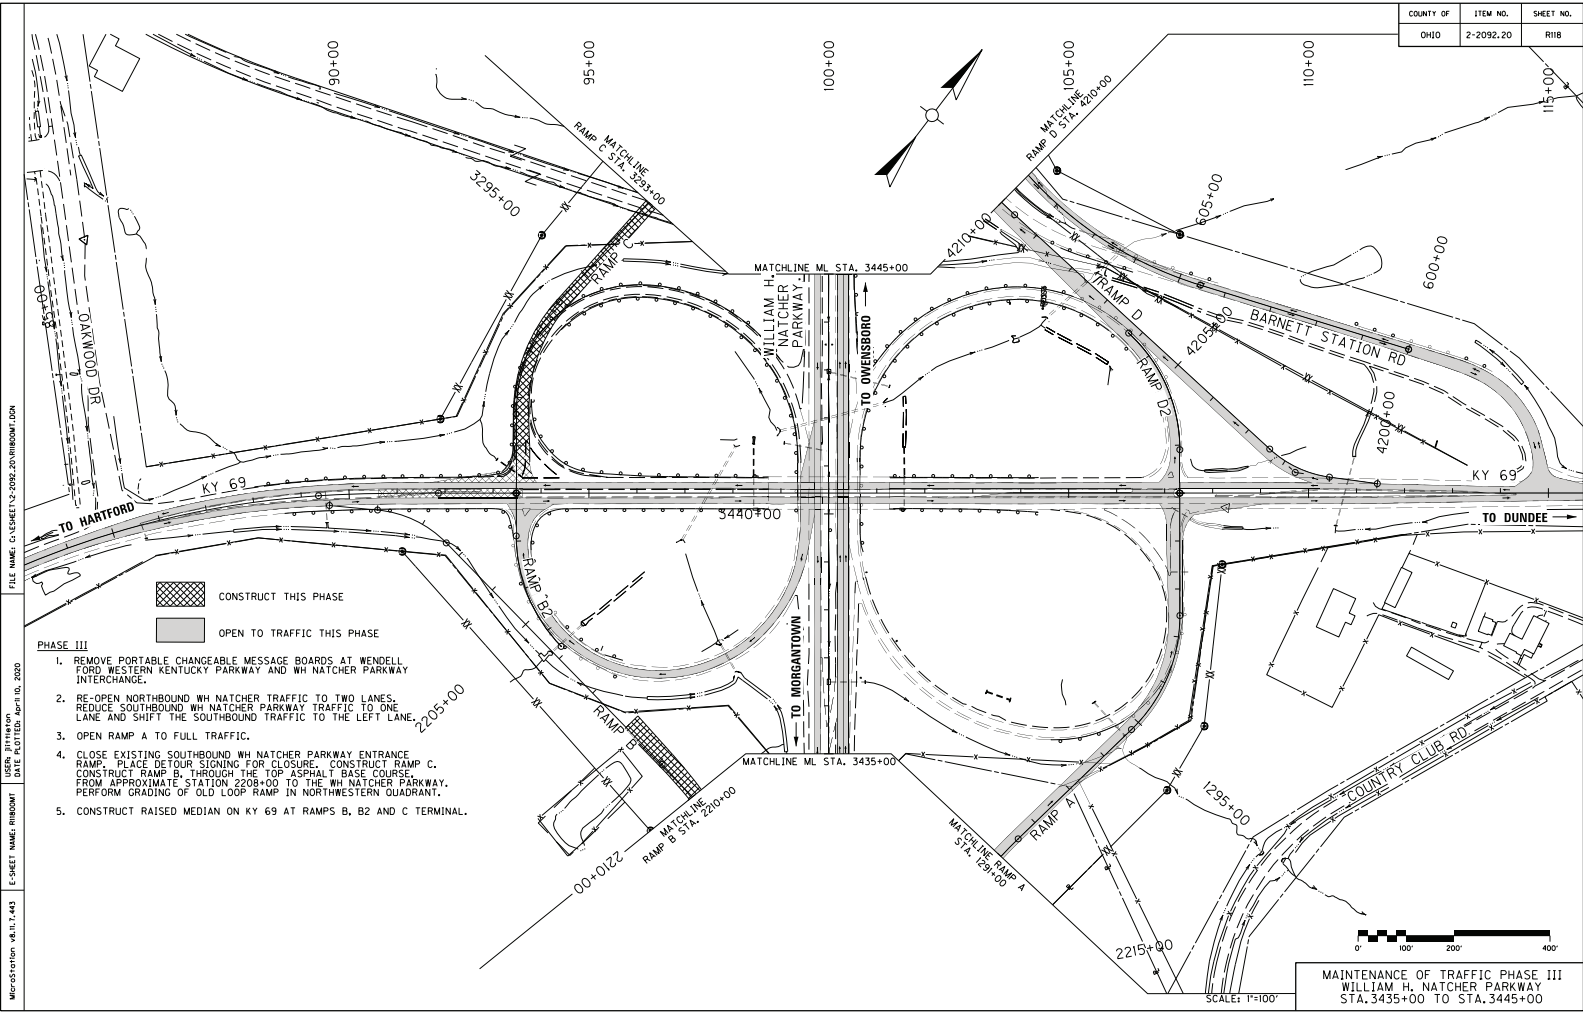 COUNTY OF
ITEM NO.
SHEET NO.
OHIO
2-2092.20
R118
90+00
95+00
100+00
105+00
110+00
115+00
MATCHLINE
RAMP C STA. 3293+00
MATCHLINE
RAMP D STA. 4210+00
3295+00
605+00
4210+00
600+00
RAMP C
MATCHLINE ML STA. 3445+00
WILLIAM H.
NATCHER
PARKWAY
TO OWENSBORO
RAMP D
4205+00
BARNETT STATION RD
85+00
OAKWOOD DR
RAMP D2
4200+00
KY 69
KY 69
TO HARTFORD
3440+00
TO DUNDEE
RAMP B2
CONSTRUCT THIS PHASE
OPEN TO TRAFFIC THIS PHASE
PHASE III
1. REMOVE PORTABLE CHANGEABLE MESSAGE BOARDS AT WENDELL
FORD WESTERN KENTUCKY PARKWAY AND WH NATCHER PARKWAY
INTERCHANGE.
2. RE-OPEN NORTHBOUND WH NATCHER TRAFFIC TO TWO LANES.
REDUCE SOUTHBOUND WH NATCHER PARKWAY TRAFFIC TO ONE
LANE AND SHIFT THE SOUTHBOUND TRAFFIC TO THE LEFT LANE.
3. OPEN RAMP A TO FULL TRAFFIC.
4. CLOSE EXISTING SOUTHBOUND WH NATCHER PARKWAY ENTRANCE
RAMP. PLACE DETOUR SIGNING FOR CLOSURE. CONSTRUCT RAMP C.
CONSTRUCT RAMP B, THROUGH THE TOP ASPHALT BASE COURSE,
FROM APPROXIMATE STATION 2208+00 TO THE WH NATCHER PARKWAY.
PERFORM GRADING OF OLD LOOP RAMP IN NORTHWESTERN QUADRANT.
5. CONSTRUCT RAISED MEDIAN ON KY 69 AT RAMPS B, B2 AND C TERMINAL.
2205+00
RAMP B
TO MORGANTOWN
MATCHLINE ML STA. 3435+00
MATCHLINE
RAMP B STA. 2210+00
2210+00
RAMP A
MATCHLINE RAMP A
STA. 1291+00
1295+00
COUNTRY CLUB RD
2215+00
0'
100'
200'
400'
SCALE: 1"=100'
MAINTENANCE OF TRAFFIC PHASE III
WILLIAM H. NATCHER PARKWAY
STA.3435+00 TO STA.3445+00
FILE NAME: C:\ESHEET\2-2092.20\R11800MT.DGN
DATE PLOTTED: April 10, 2020
E-SHEET NAME: R11800MT
MicroStation v8.11.7.443